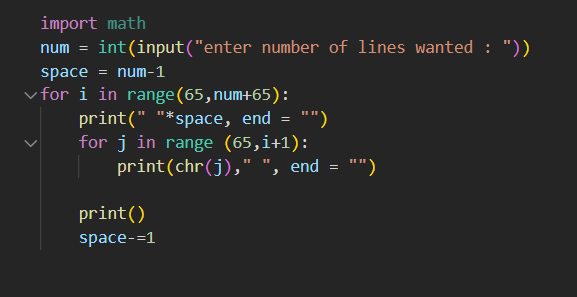 import math
num = int(input("enter number of lines wanted : "))
space = num-1
for i in range(65,num+65):
    print(" "*space, end = "")
    for j in range (65,i+1):
        print(chr(j)," ", end = "")

    print()
    space-=1